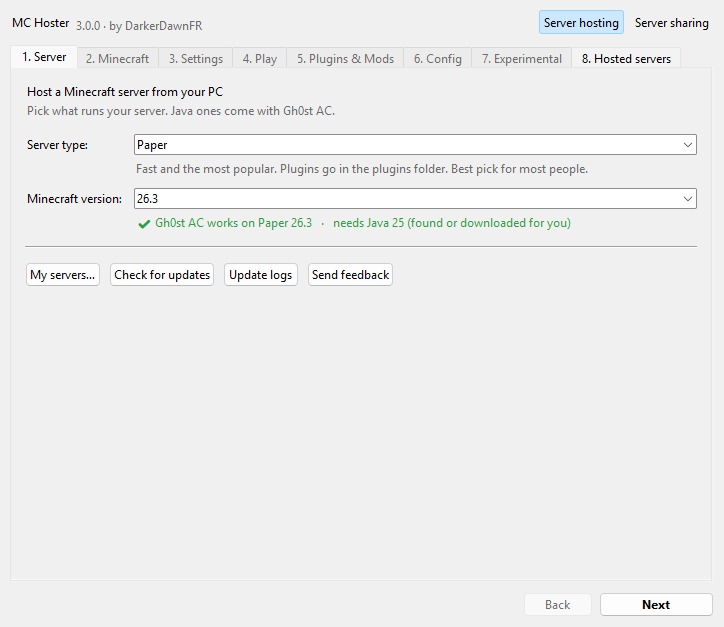 MC Hoster 3.0.0 · by DarkerDawnFR Server hosting Server sharing
1. Server 2. Minecraft 3. Settings 4. Play 5. Plugins & Mods 6. Config 7. Experimental 8. Hosted servers
Host a Minecraft server from your PC
Pick what runs your server. Java ones come with Gh0st AC.
Server type: Paper
Fast and the most popular. Plugins go in the plugins folder. Best pick for most people.
Minecraft version: 26.3
Gh0st AC works on Paper 26.3 · needs Java 25 (found or downloaded for you)
My servers... Check for updates Update logs Send feedback
Back Next